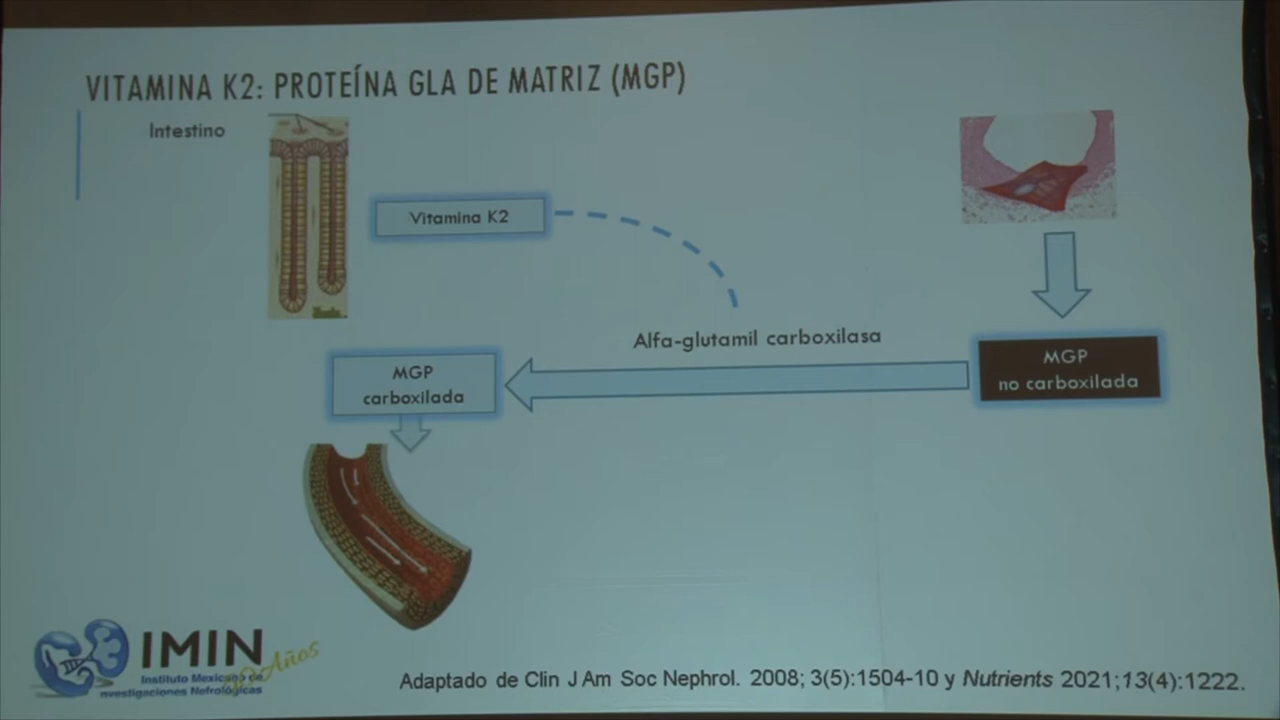 VITAMINA K2: PROTEÍNA GLA DE MATRIZ (MGP)
Intestino
Vitamina K2
Alfa-glutamil carboxilasa
MGP
no carboxilada
MGP
carboxilada
IMIN
Años
Instituto Mexicano de
Investigaciones Nefrológicas
Adaptado de Clin J Am Soc Nephrol. 2008; 3(5):1504-10 y Nutrients 2021;13(4):1222.